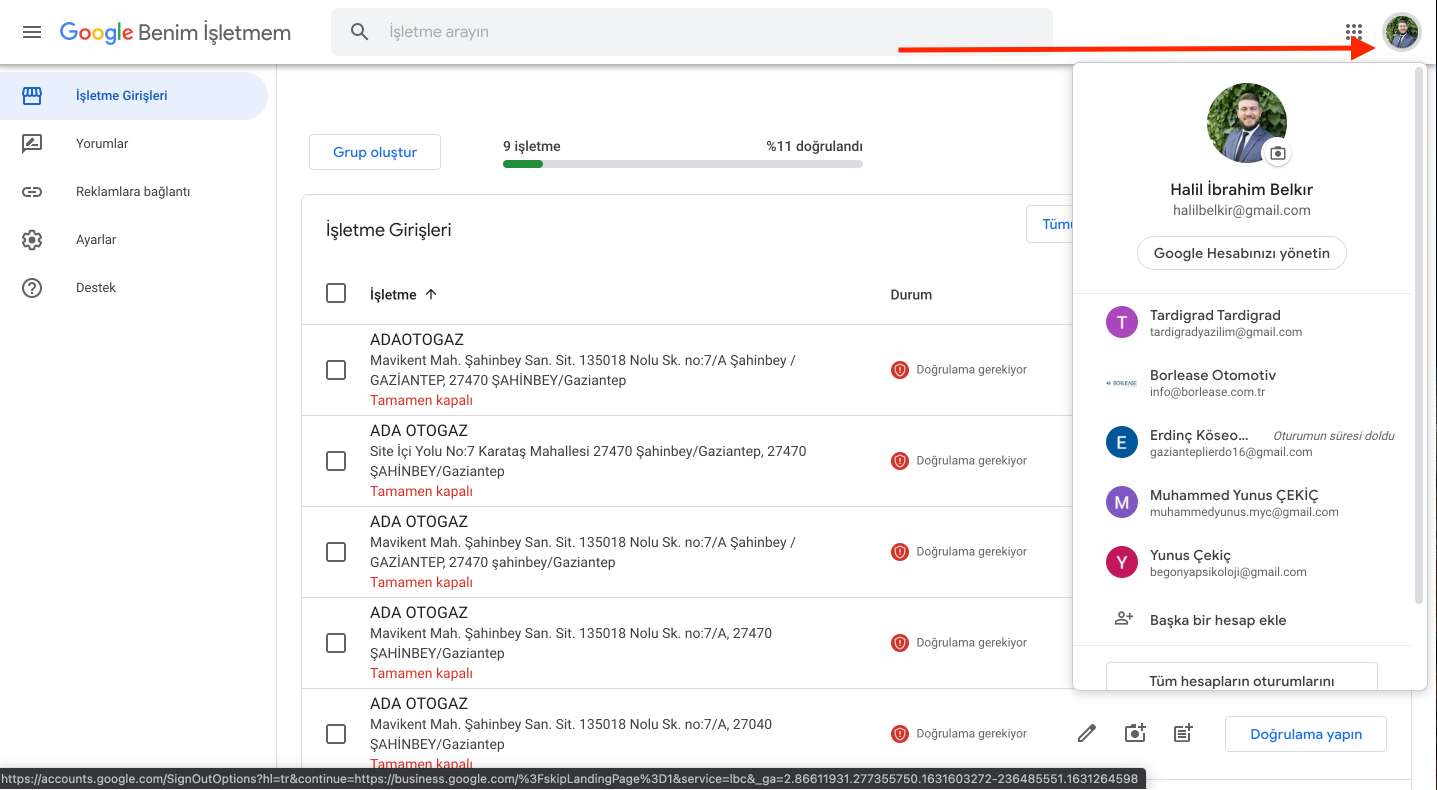 Google Benim İşletmem
İşletme arayın
İşletme Girişleri
Yorumlar
Reklamlara bağlantı
Ayarlar
Destek
Grup oluştur
9 işletme
%11 doğrulandı
İşletme Girişleri
Tümü
İşletme
Durum
ADAOTOGAZ
Mavikent Mah. Şahinbey San. Sit. 135018 Nolu Sk. no:7/A Şahinbey /
GAZİANTEP, 27470 ŞAHİNBEY/Gaziantep
Tamamen kapalı
Doğrulama gerekiyor
ADA OTOGAZ
Site İçi Yolu No:7 Karataş Mahallesi 27470 Şahinbey/Gaziantep, 27470
ŞAHİNBEY/Gaziantep
Tamamen kapalı
Doğrulama gerekiyor
ADA OTOGAZ
Mavikent Mah. Şahinbey San. Sit. 135018 Nolu Sk. no:7/A Şahinbey /
GAZİANTEP, 27470 şahinbey/Gaziantep
Tamamen kapalı
Doğrulama gerekiyor
ADA OTOGAZ
Mavikent Mah. Şahinbey San. Sit. 135018 Nolu Sk. no:7/A, 27470
ŞAHİNBEY/Gaziantep
Tamamen kapalı
Doğrulama gerekiyor
ADA OTOGAZ
Mavikent Mah. Şahinbey San. Sit. 135018 Nolu Sk. no:7/A, 27040
ŞAHİNBEY/Gaziantep
Tamamen kapalı
Doğrulama gerekiyor
Doğrulama yapın
Halil İbrahim Belkır
halilbelkir@gmail.com
Google Hesabınızı yönetin
T
Tardigrad Tardigrad
tardigradyazilim@gmail.com
BORLEASE
Borlease Otomotiv
info@borlease.com.tr
E
Erdinç Köseo... Oturumun süresi doldu
gaziantepliierdo16@gmail.com
M
Muhammed Yunus ÇEKİÇ
muhammedyunus.myc@gmail.com
Y
Yunus Çekiç
begonyapsikoloji@gmail.com
Başka bir hesap ekle
Tüm hesapların oturumlarını
https://accounts.google.com/SignOutOptions?hl=tr&continue=https://business.google.com/%3FskipLandingPage%3D1&service=lbc&_ga=2.86611931.277355750.1631603272-236485551.1631264598